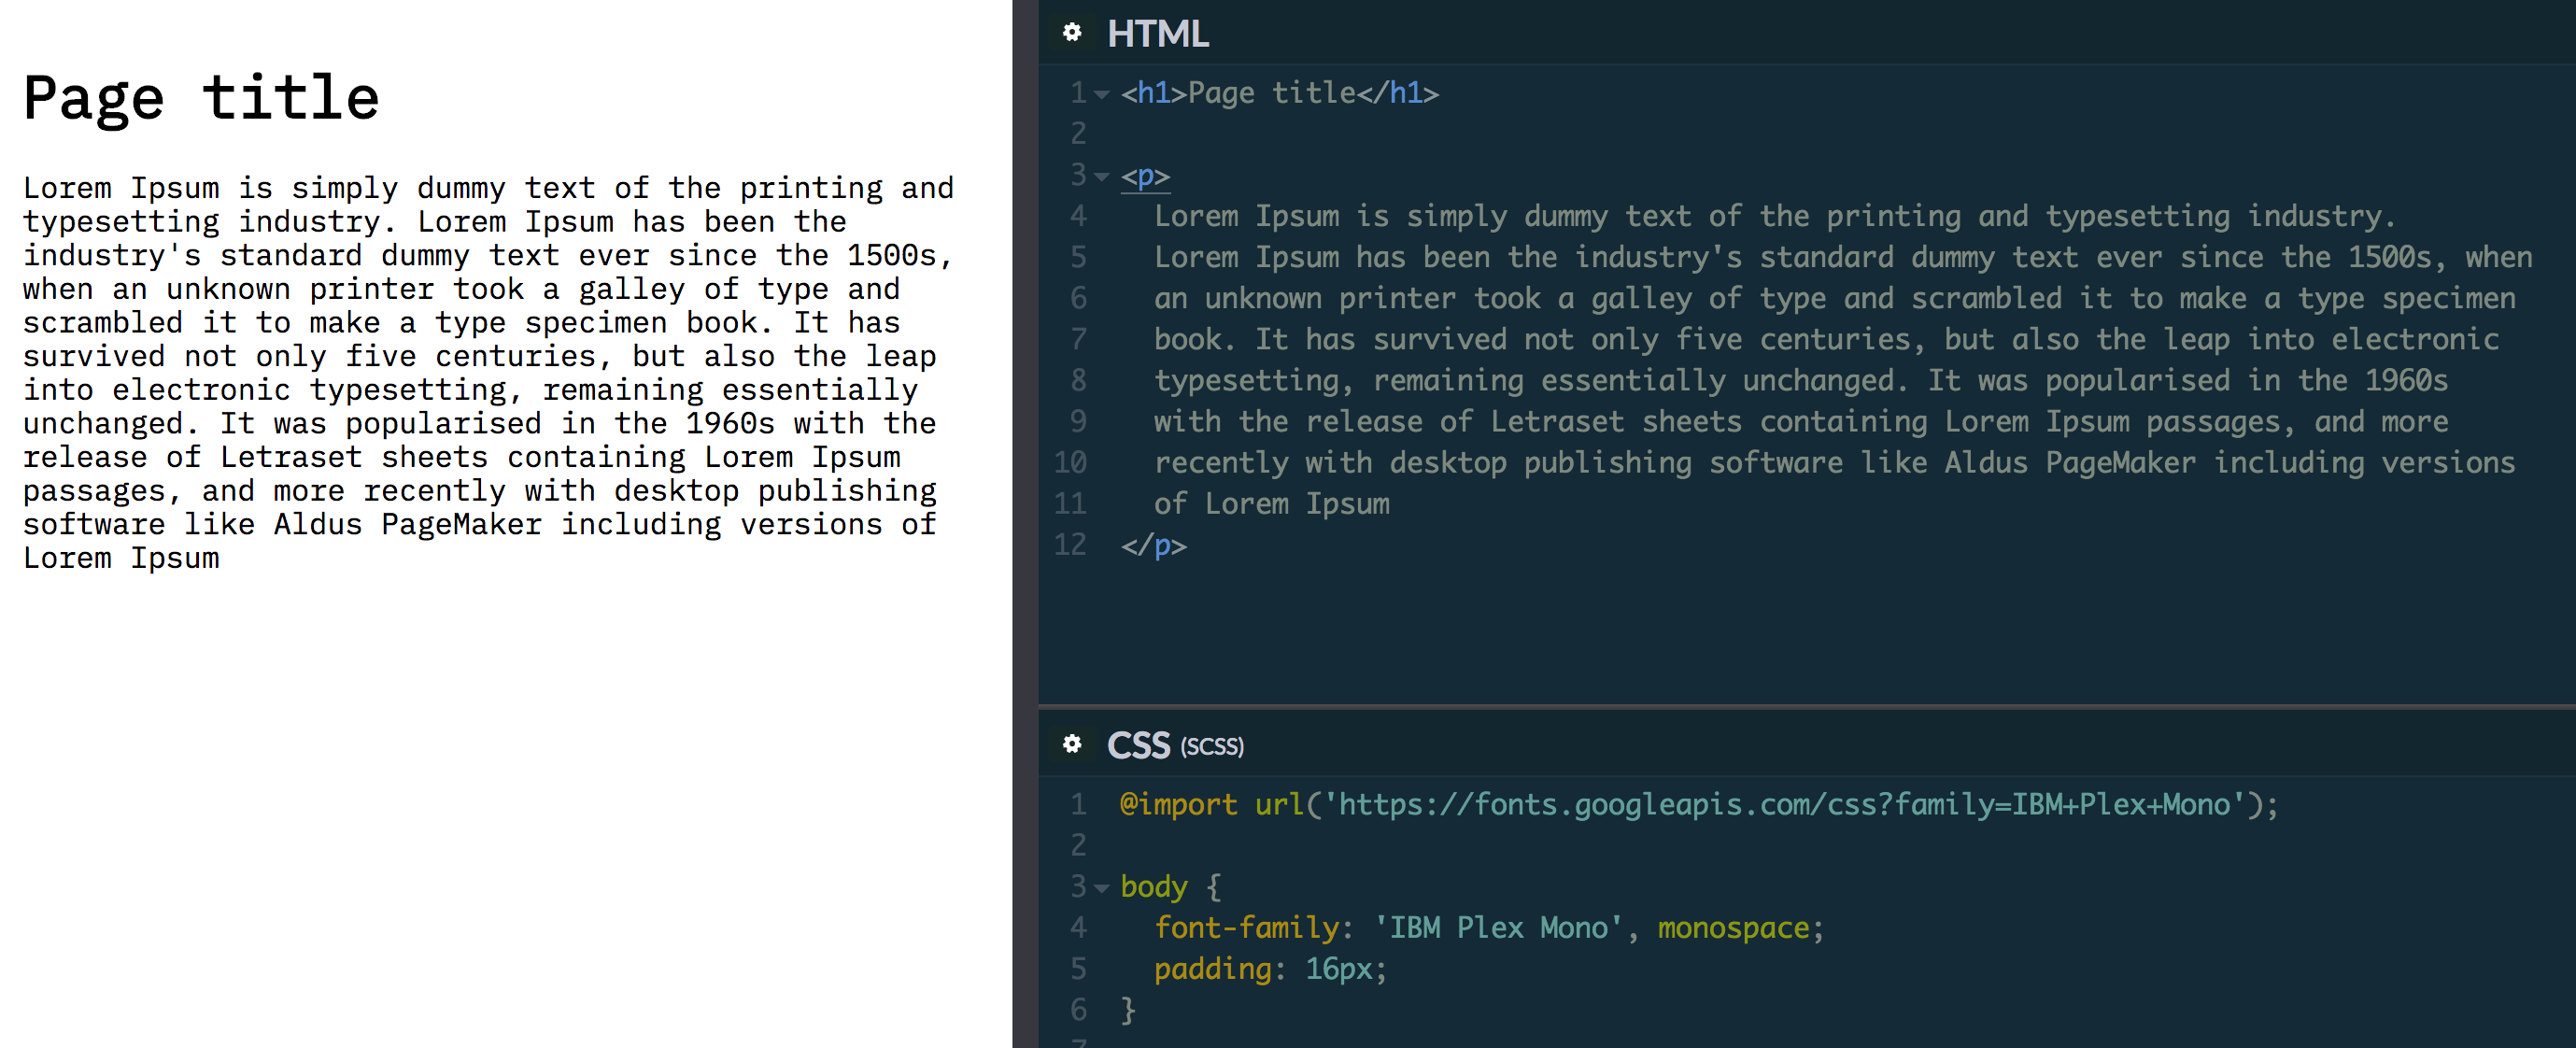 Page title
Lorem Ipsum is simply dummy text of the printing and
typesetting industry. Lorem Ipsum has been the
industry's standard dummy text ever since the 1500s,
when an unknown printer took a galley of type and
scrambled it to make a type specimen book. It has
survived not only five centuries, but also the leap
into electronic typesetting, remaining essentially
unchanged. It was popularised in the 1960s with the
release of Letraset sheets containing Lorem Ipsum
passages, and more recently with desktop publishing
software like Aldus PageMaker including versions of
Lorem Ipsum
HTML
1 <h1>Page title</h1>
2
3 <p>
4 Lorem Ipsum is simply dummy text of the printing and typesetting industry.
5 Lorem Ipsum has been the industry's standard dummy text ever since the 1500s, when
6 an unknown printer took a galley of type and scrambled it to make a type specimen
7 book. It has survived not only five centuries, but also the leap into electronic
8 typesetting, remaining essentially unchanged. It was popularised in the 1960s
9 with the release of Letraset sheets containing Lorem Ipsum passages, and more
10 recently with desktop publishing software like Aldus PageMaker including versions
11 of Lorem Ipsum
12 </p>
CSS (SCSS)
1 @import url('https://fonts.googleapis.com/css?family=IBM+Plex+Mono');
2
3 body {
4 font-family: 'IBM Plex Mono', monospace;
5 padding: 16px;
6 }
7